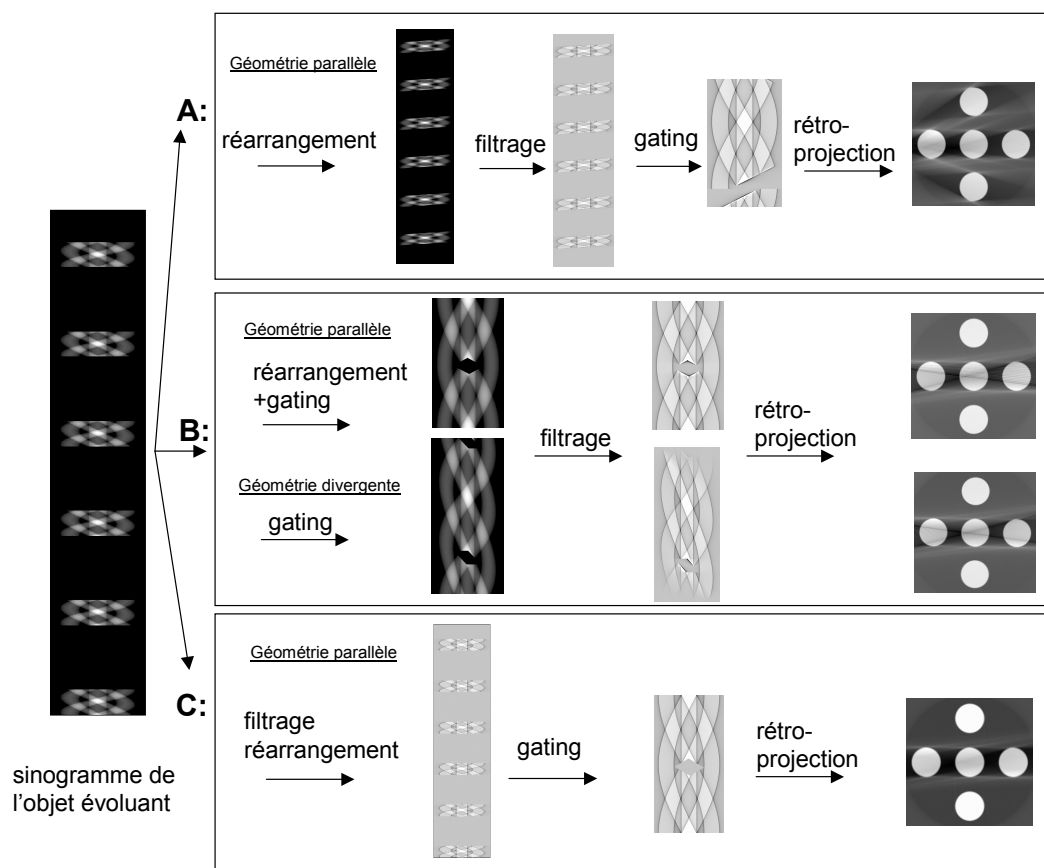 A:
Géométrie parallèle
réarrangement
filtrage
gating
rétro-
projection
B:
Géométrie parallèle
réarrangement
+gating
Géométrie divergente
gating
filtrage
rétro-
projection
C:
Géométrie parallèle
filtrage
réarrangement
gating
rétro-
projection
sinogramme de
l’objet évoluant